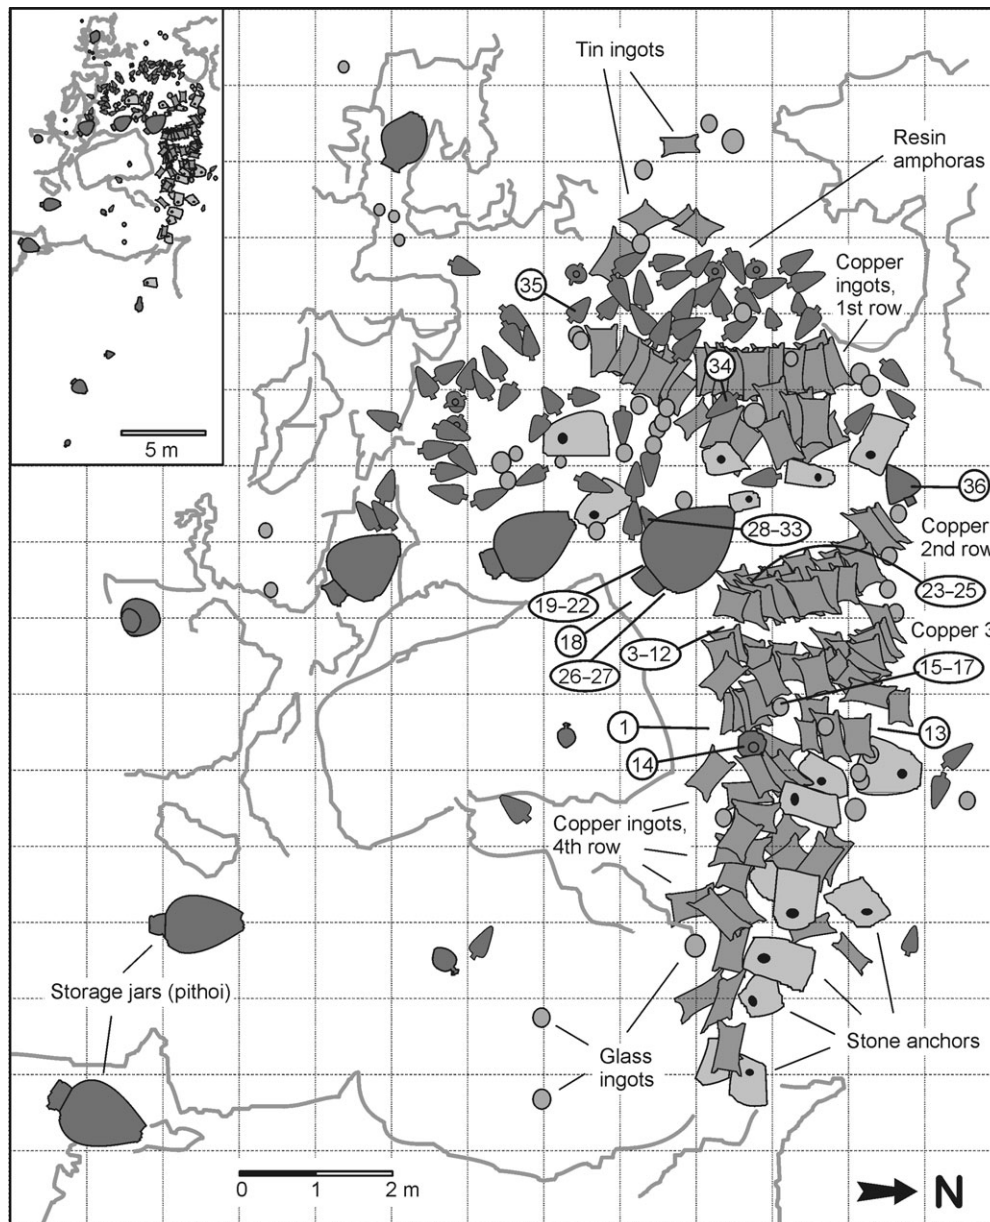 Tin ingots
Resin
amphoras
Copper
ingots,
1st row
35
34
5 m
36
28–33
Copper
2nd row
23–25
19–22
18
3–12
Copper 3
26–27
15–17
1
13
14
Copper ingots,
4th row
Storage jars (pithoi)
Glass
ingots
Stone anchors
0 1 2 m
N